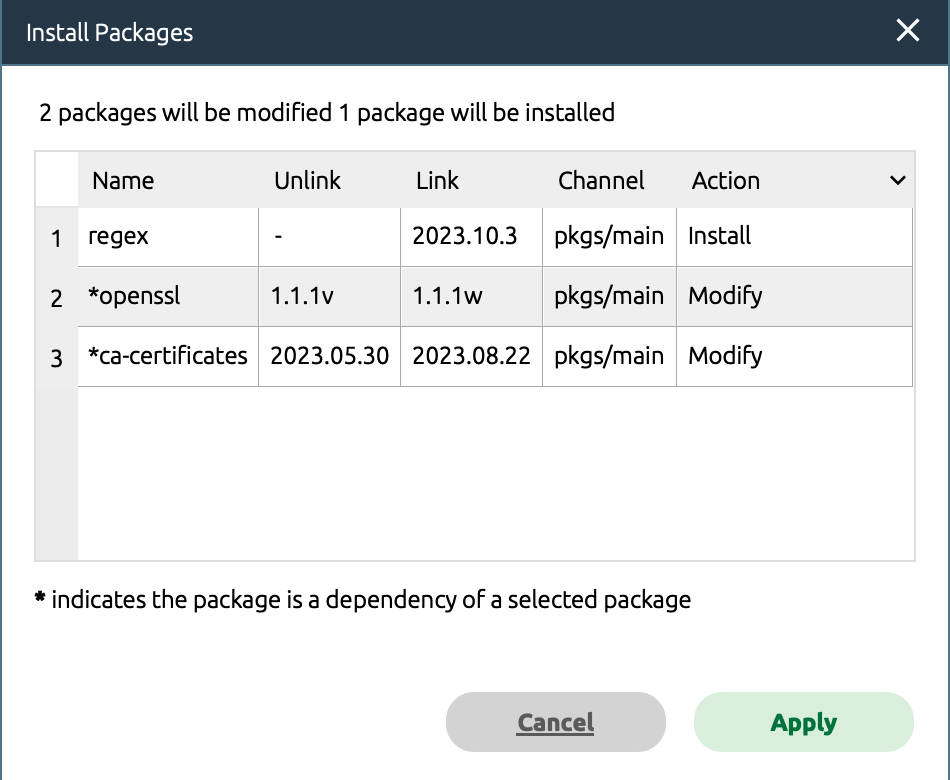 Install Packages
2 packages will be modified 1 package will be installed
Name Unlink Link Channel Action
1 regex - 2023.10.3 pkgs/main Install
2 *openssl 1.1.1v 1.1.1w pkgs/main Modify
3 *ca-certificates 2023.05.30 2023.08.22 pkgs/main Modify
* indicates the package is a dependency of a selected package
Cancel Apply